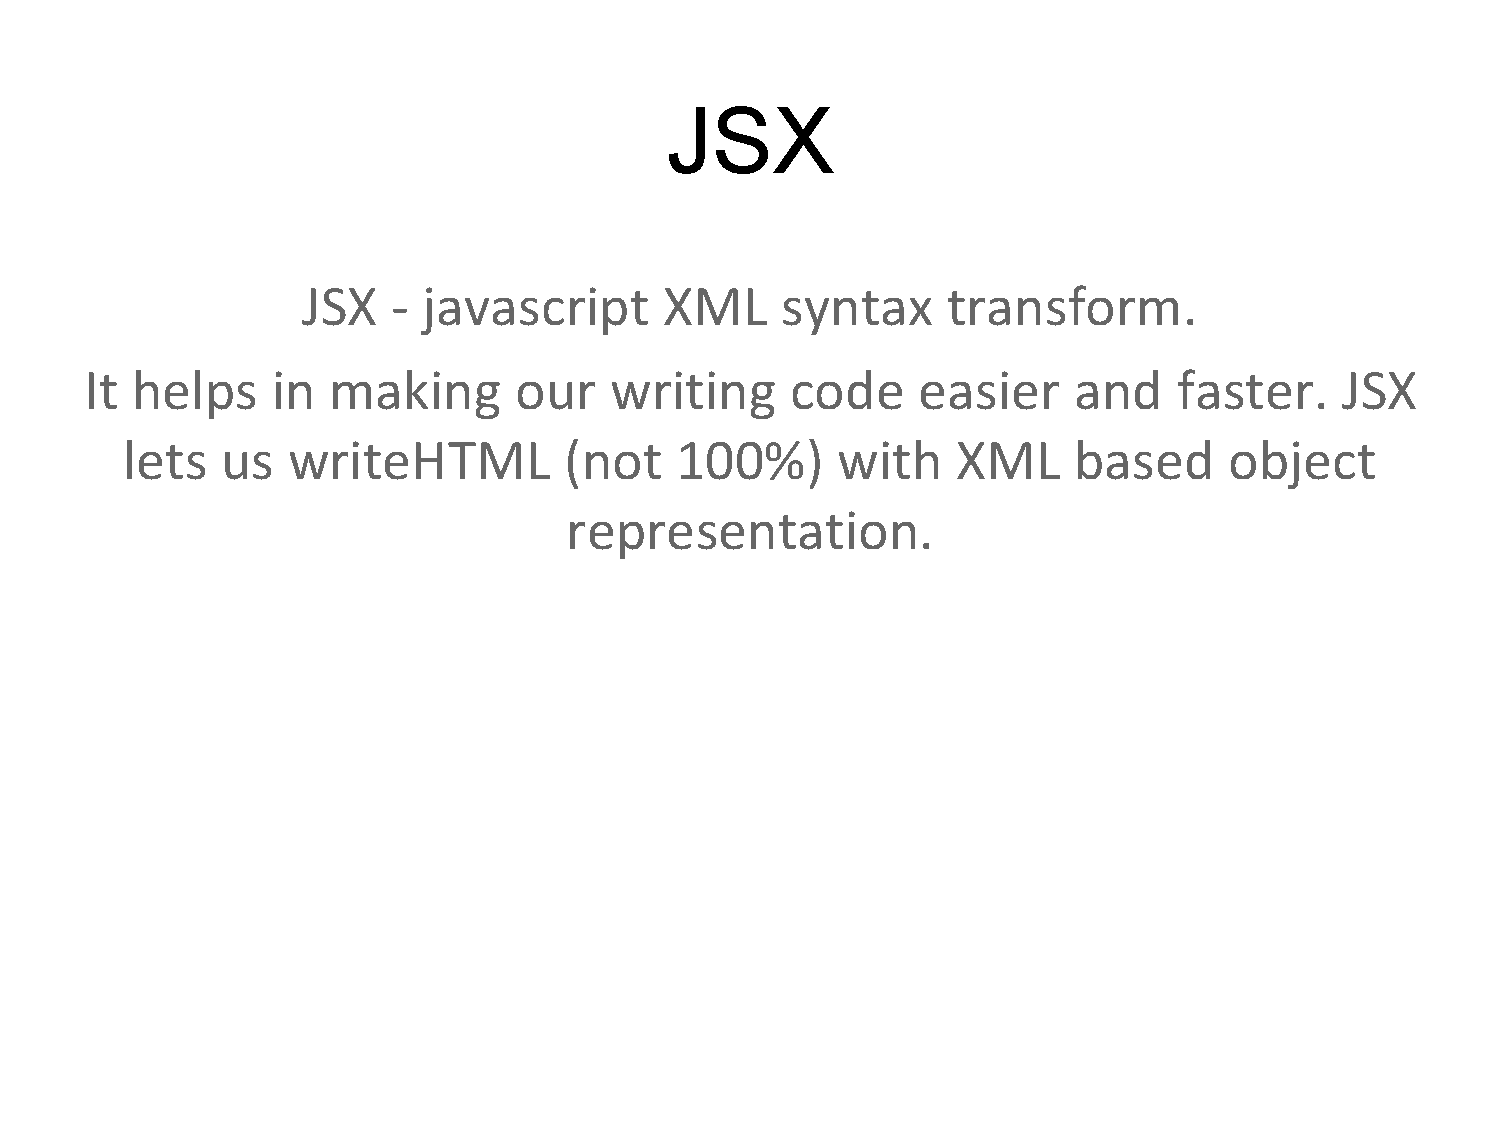 JSX
JSX - javascript XML syntax transform.
It helps in making our writing code easier and faster. JSX
lets us writeHTML (not 100%) with XML based object
representation.